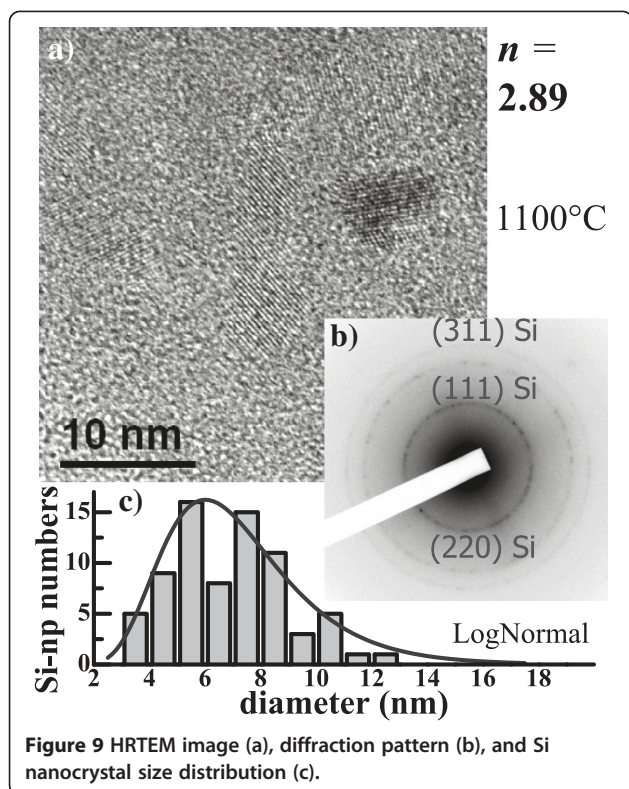 a)
n =
2.89
1100°C
10 nm
b)
(311) Si
(111) Si
(220) Si
c)
Si-np numbers
15
10
5
0
LogNormal
2 4 6 8 10 12 14 16 18
diameter (nm)
Figure 9 HRTEM image (a), diffraction pattern (b), and Si
nanocrystal size distribution (c).